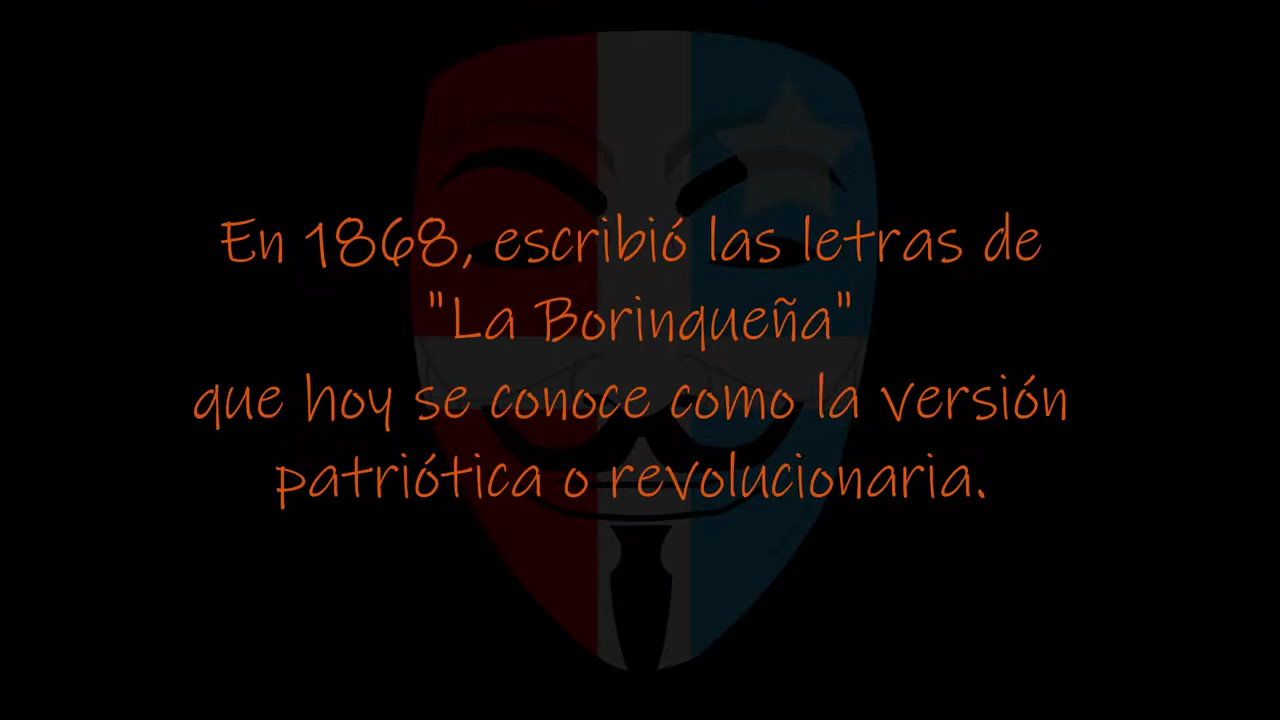 En 1868, escribió las letras de
"La Borinqueña"
que hoy se conoce como la versión
patriótica o revolucionaria.